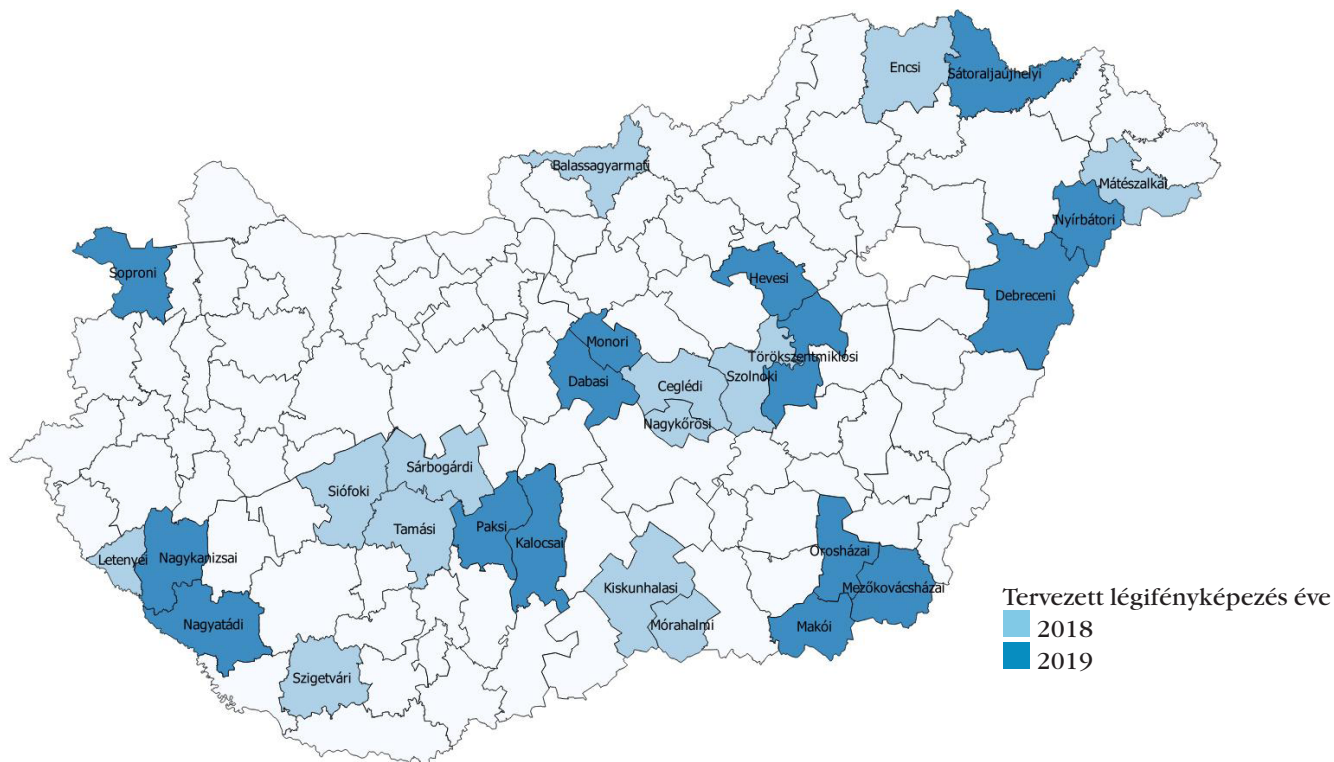 Encsi
Sátoraljaújhelyi
Balassagyarmati
Mátészalkai
Nyírbátori
Soproni
Hevesi
Debreceni
Monori
Törökszentmiklósi
Dabasi
Ceglédi
Szolnoki
Nagykőrösi
Sárbogárdi
Siófoki
Tamási
Paksi
Kalocsai
Letenyei
Nagykanizsai
Orosházai
Kiskunhalasi
Mezőkovácsházai
Nagyatádi
Mórahalmi
Makói
Szigetvári
Tervezett légifényképezés éve
2018
2019